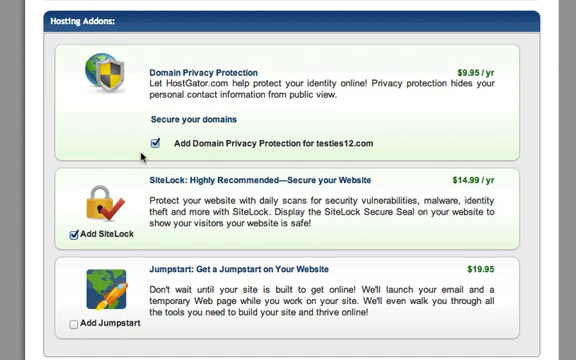 Hosting Addons:
Domain Privacy Protection $9.95 / yr
Let HostGator.com help protect your identity online! Privacy protection hides your
personal contact information from public view.
Secure your domains
Add Domain Privacy Protection for testies12.com
SiteLock: Highly Recommended—Secure your Website $14.99 / yr
Protect your website with daily scans for security vulnerabilities, malware, identity
theft and more with SiteLock. Display the SiteLock Secure Seal on your website to
show your visitors your website is safe!
Add SiteLock
Jumpstart: Get a Jumpstart on Your Website $19.95
Don't wait until your site is built to get online! We'll launch your email and a
temporary Web page while you work on your site. We'll even walk you through all
the tools you need to build your site and thrive online!
Add Jumpstart